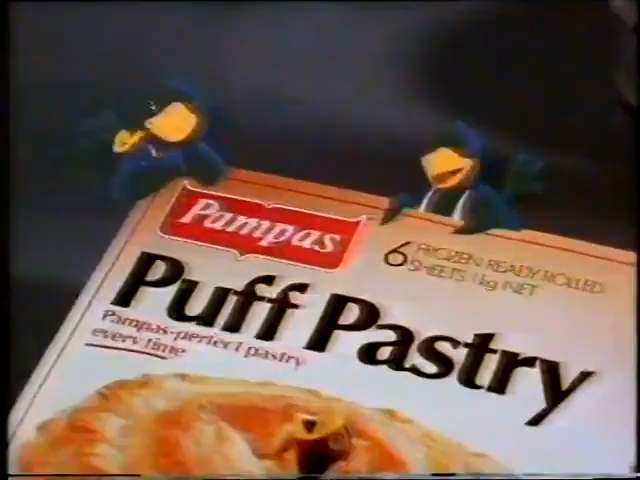 Pampas
6 FROZEN READY ROLLED
SHEETS 1kg NET
Puff Pastry
Pampas-perfect pastry
every time